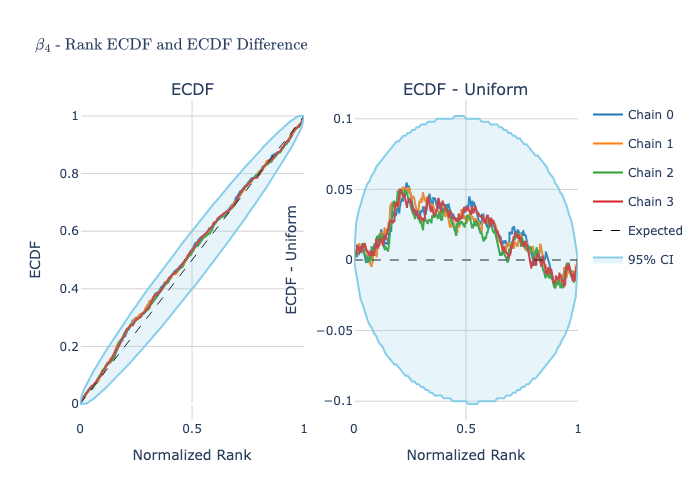 β₄ - Rank ECDF and ECDF Difference
ECDF
ECDF - Uniform
ECDF
1
0.8
0.6
0.4
0.2
0
0
0.5
1
Normalized Rank
ECDF - Uniform
0.1
0.05
0
−0.05
−0.1
0
0.5
1
Normalized Rank
Chain 0
Chain 1
Chain 2
Chain 3
Expected
95% CI